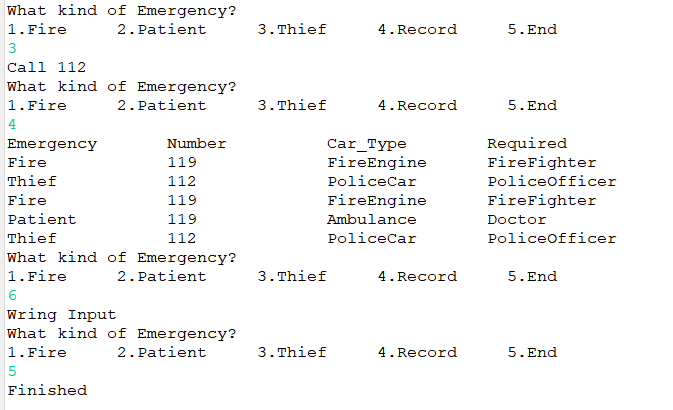 What kind of Emergency?
1.Fire     2.Patient     3.Thief     4.Record     5.End
3
Call 112
What kind of Emergency?
1.Fire     2.Patient     3.Thief     4.Record     5.End
4
Emergency       Number          Car_Type        Required
Fire            119             FireEngine      FireFighter
Thief           112             PoliceCar       PoliceOfficer
Fire            119             FireEngine      FireFighter
Patient         119             Ambulance       Doctor
Thief           112             PoliceCar       PoliceOfficer
What kind of Emergency?
1.Fire     2.Patient     3.Thief     4.Record     5.End
6
Wring Input
What kind of Emergency?
1.Fire     2.Patient     3.Thief     4.Record     5.End
5
Finished